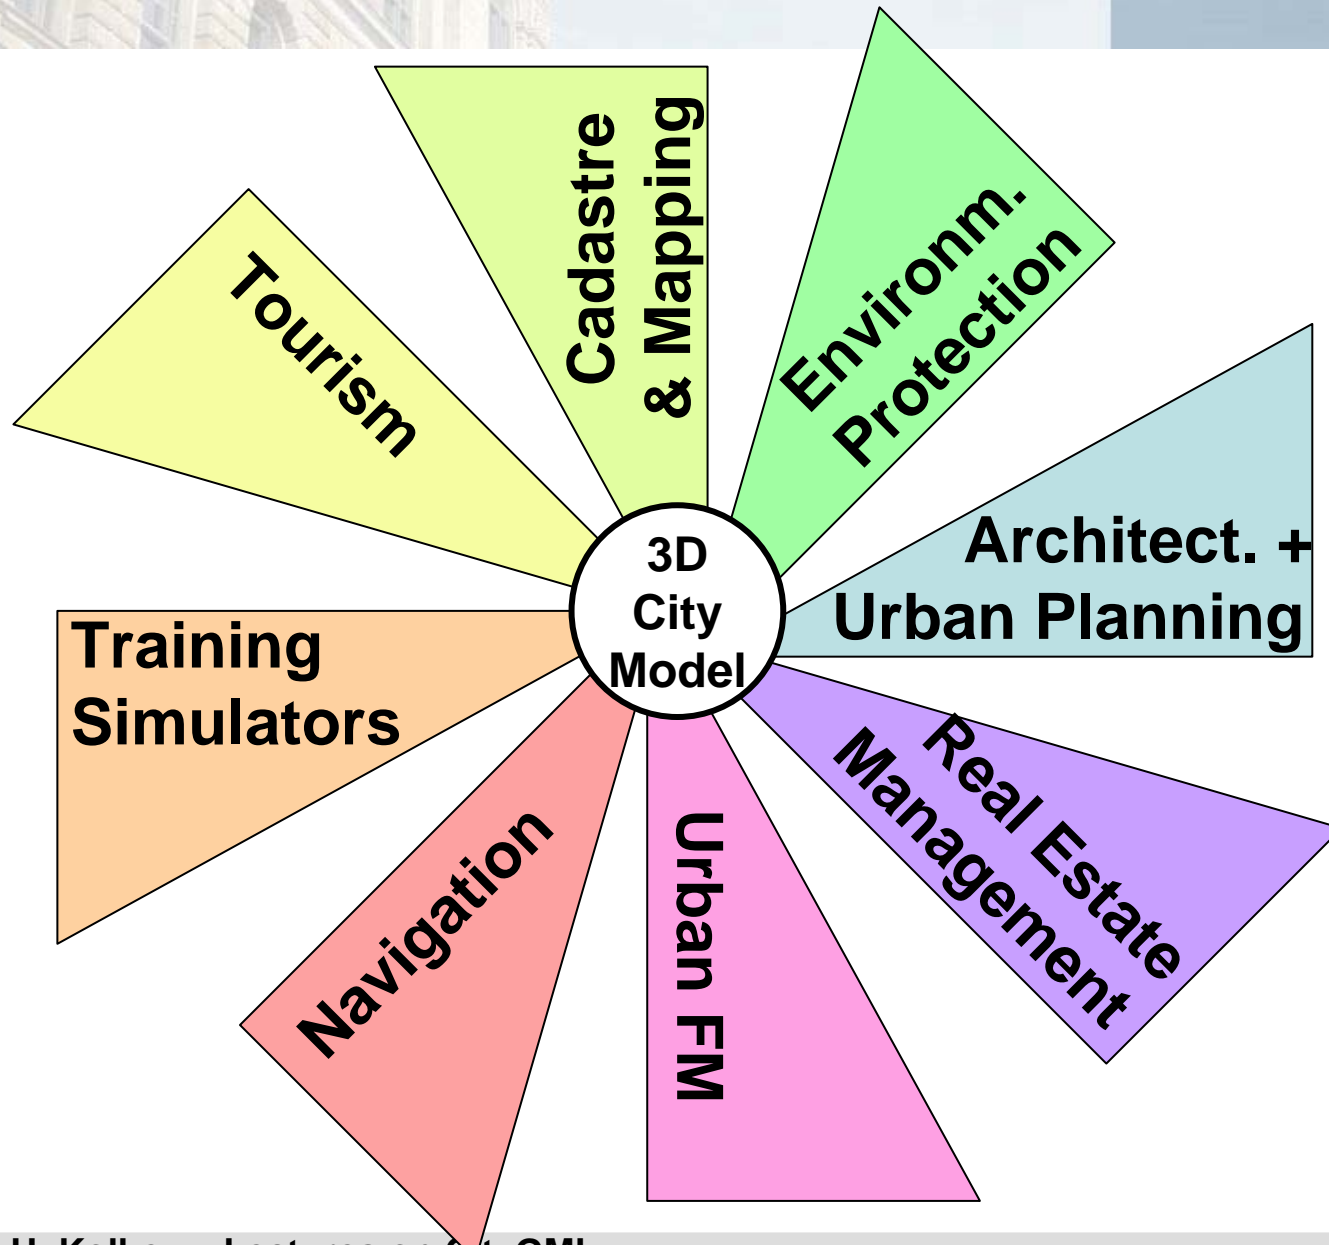 Cadastre
& Mapping
Environm.
Protection
Tourism
Architect. +
Urban Planning
3D
City
Model
Training
Simulators
Real Estate
Management
Navigation
Urban FM